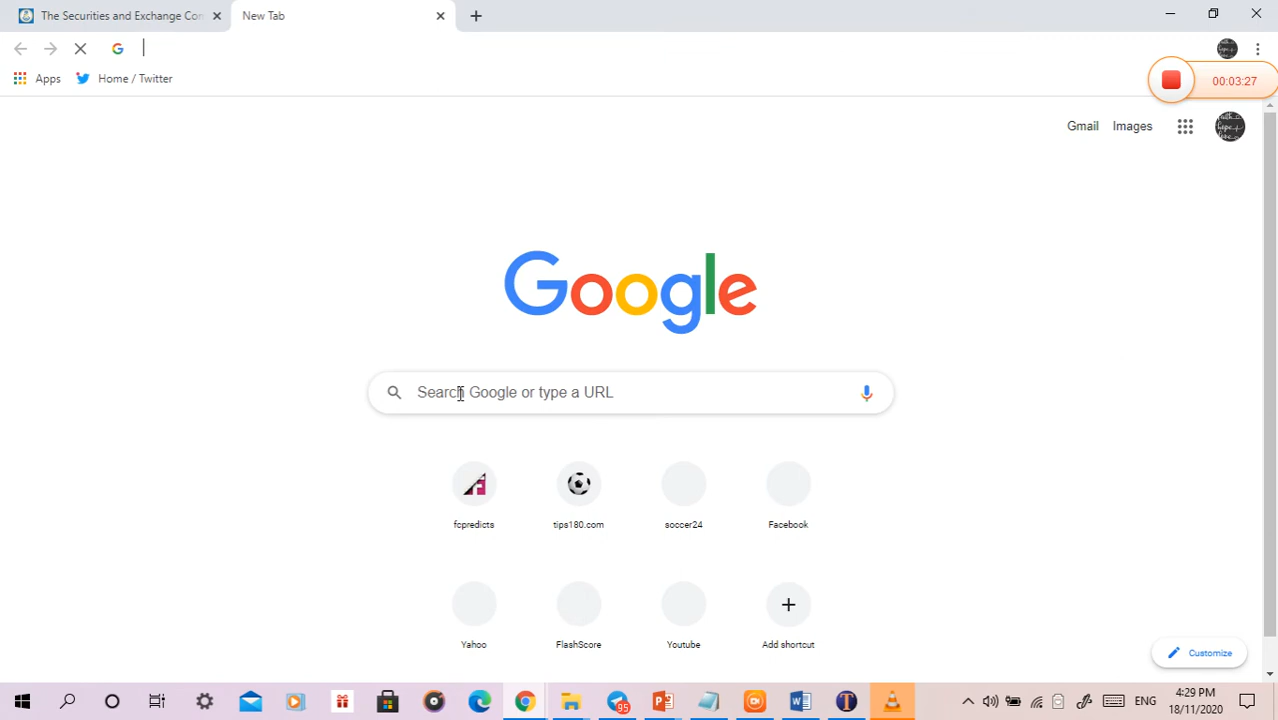 The Securities and Exchange Con
New Tab
Apps
Home / Twitter
00:03:27
Gmail
Images
Google
Search Google or type a URL
fcpredicts
tips180.com
soccer24
Facebook
Yahoo
FlashScore
Youtube
Add shortcut
Customize
95
ENG
4:29 PM
18/11/2020